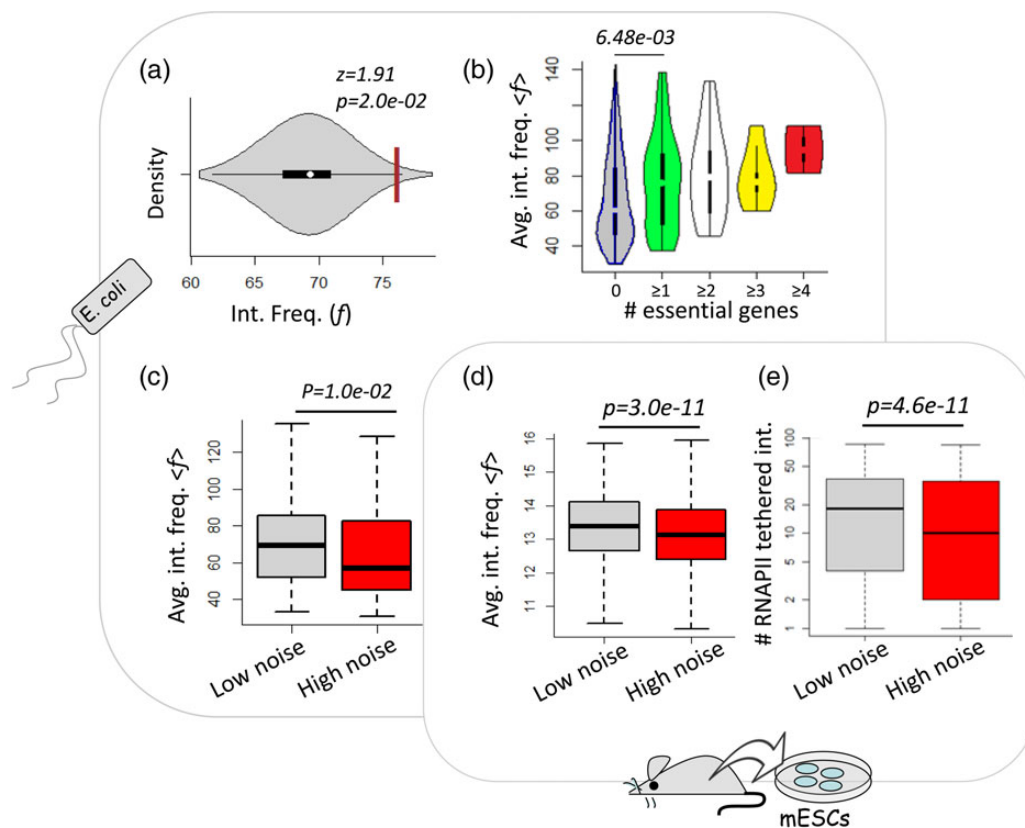 (a)
z=1.91
p=2.0e-02
Density
60 65 70 75
Int. Freq. (f)
E. coli
(b)
6.48e-03
Avg. int. freq. <f>
140
100
80
60
40
0 ≥1 ≥2 ≥3 ≥4
# essential genes
(c)
P=1.0e-02
Avg. int. freq. <f>
120
100
80
60
40
Low noise
High noise
(d)
p=3.0e-11
Avg. int. freq. <f>
16
15
14
13
12
11
Low noise
High noise
(e)
p=4.6e-11
# RNAPII tethered int.
100
50
20
10
5
2
1
Low noise
High noise
mESCs